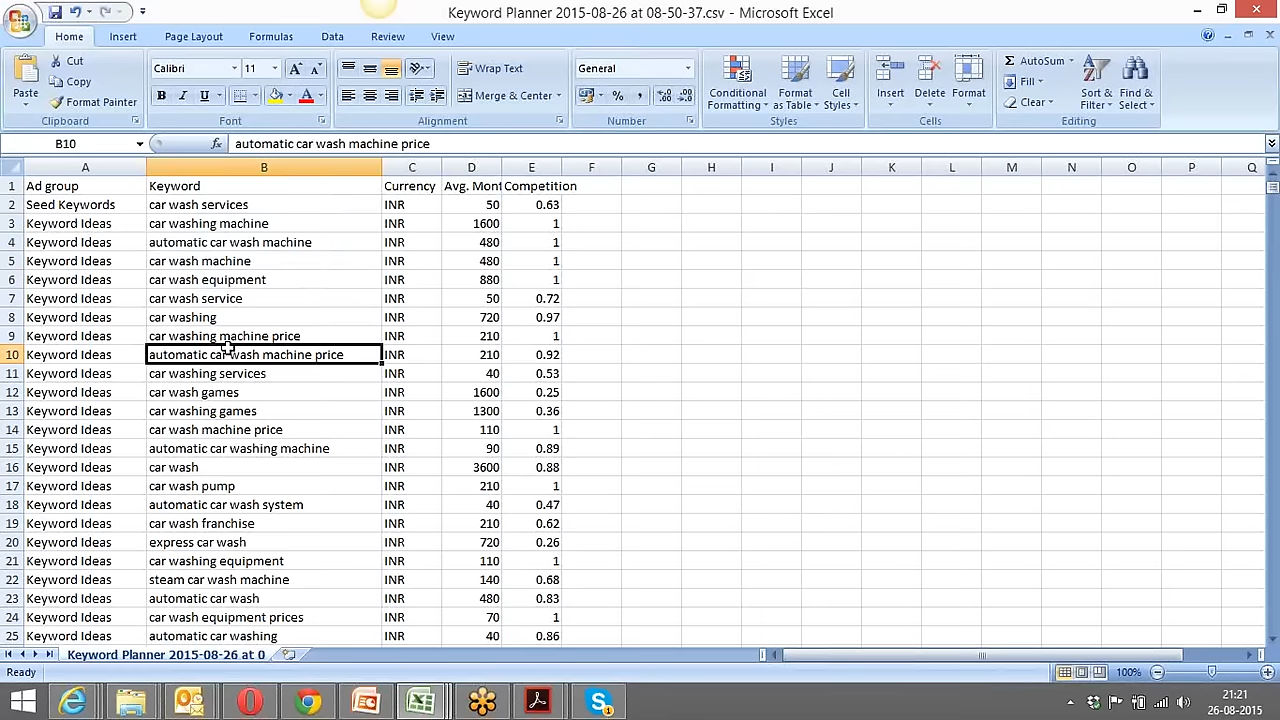 Keyword Planner 2015-08-26 at 08-50-37.csv - Microsoft Excel
Home Insert Page Layout Formulas Data Review View
Paste Cut Copy Format Painter
Calibri 11
B I U A A A
Wrap Text
Merge & Center
General
% ,
Conditional Formatting Format as Table Cell Styles
Insert Delete Format
Σ AutoSum Fill Clear
Sort & Filter Find & Select
Clipboard Font Alignment Number Styles Cells Editing
B10 fx automatic car wash machine price
A B C D E F G H I J K L M N O P Q
1 Ad group Keyword Currency Avg. Mont Competition
2 Seed Keywords car wash services INR 50 0.63
3 Keyword Ideas car washing machine INR 1600 1
4 Keyword Ideas automatic car wash machine INR 480 1
5 Keyword Ideas car wash machine INR 480 1
6 Keyword Ideas car wash equipment INR 880 1
7 Keyword Ideas car wash service INR 50 0.72
8 Keyword Ideas car washing INR 720 0.97
9 Keyword Ideas car washing machine price INR 210 1
10 Keyword Ideas automatic car wash machine price INR 210 0.92
11 Keyword Ideas car washing services INR 40 0.53
12 Keyword Ideas car wash games INR 1600 0.25
13 Keyword Ideas car washing games INR 1300 0.36
14 Keyword Ideas car wash machine price INR 110 1
15 Keyword Ideas automatic car washing machine INR 90 0.89
16 Keyword Ideas car wash INR 3600 0.88
17 Keyword Ideas car wash pump INR 210 1
18 Keyword Ideas automatic car wash system INR 40 0.47
19 Keyword Ideas car wash franchise INR 210 0.62
20 Keyword Ideas express car wash INR 720 0.26
21 Keyword Ideas car washing equipment INR 110 1
22 Keyword Ideas steam car wash machine INR 140 0.68
23 Keyword Ideas automatic car wash INR 480 0.83
24 Keyword Ideas car wash equipment prices INR 70 1
25 Keyword Ideas automatic car washing INR 40 0.86
Keyword Planner 2015-08-26 at 0
Ready 100%
21:21
26-08-2015